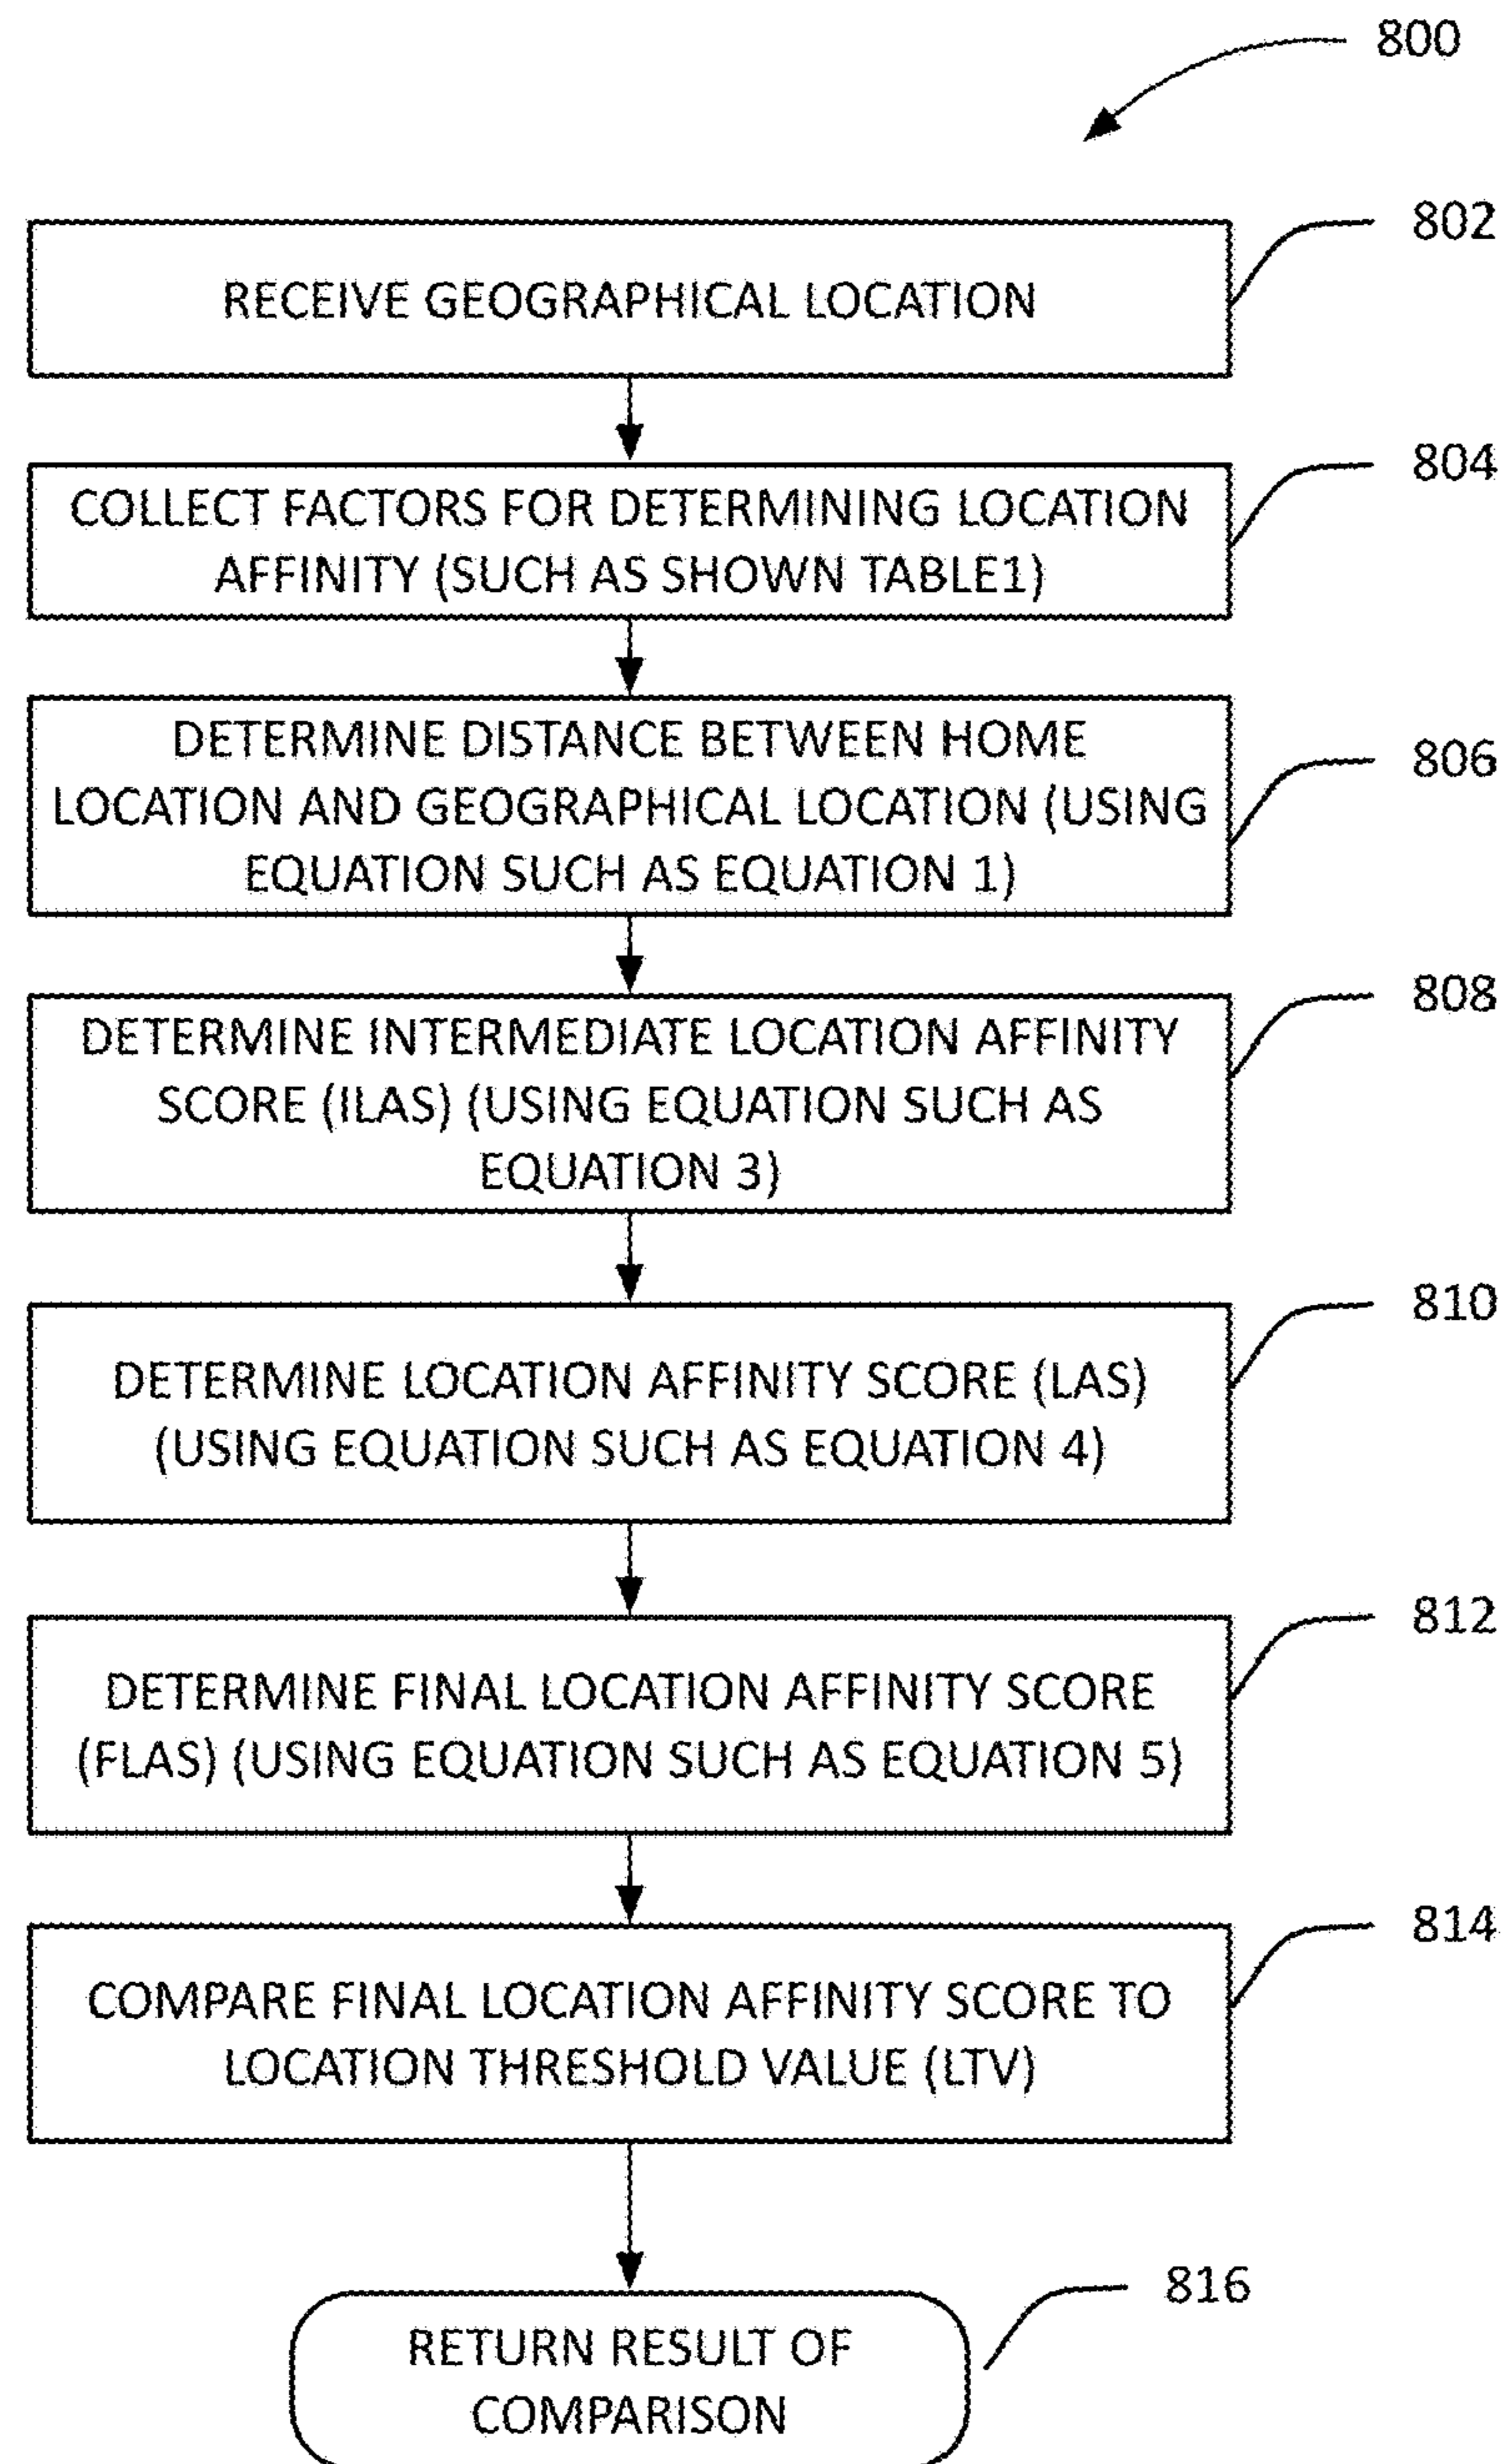 800
802
RECEIVE GEOGRAPHICAL LOCATION
804
COLLECT FACTORS FOR DETERMINING LOCATION
AFFINITY (SUCH AS SHOWN TABLE1)
806
DETERMINE DISTANCE BETWEEN HOME
LOCATION AND GEOGRAPHICAL LOCATION (USING
EQUATION SUCH AS EQUATION 1)
808
DETERMINE INTERMEDIATE LOCATION AFFINITY
SCORE (ILAS) (USING EQUATION SUCH AS
EQUATION 3)
810
DETERMINE LOCATION AFFINITY SCORE (LAS)
(USING EQUATION SUCH AS EQUATION 4)
812
DETERMINE FINAL LOCATION AFFINITY SCORE
(FLAS) (USING EQUATION SUCH AS EQUATION 5)
814
COMPARE FINAL LOCATION AFFINITY SCORE TO
LOCATION THRESHOLD VALUE (LTV)
816
RETURN RESULT OF
COMPARISON